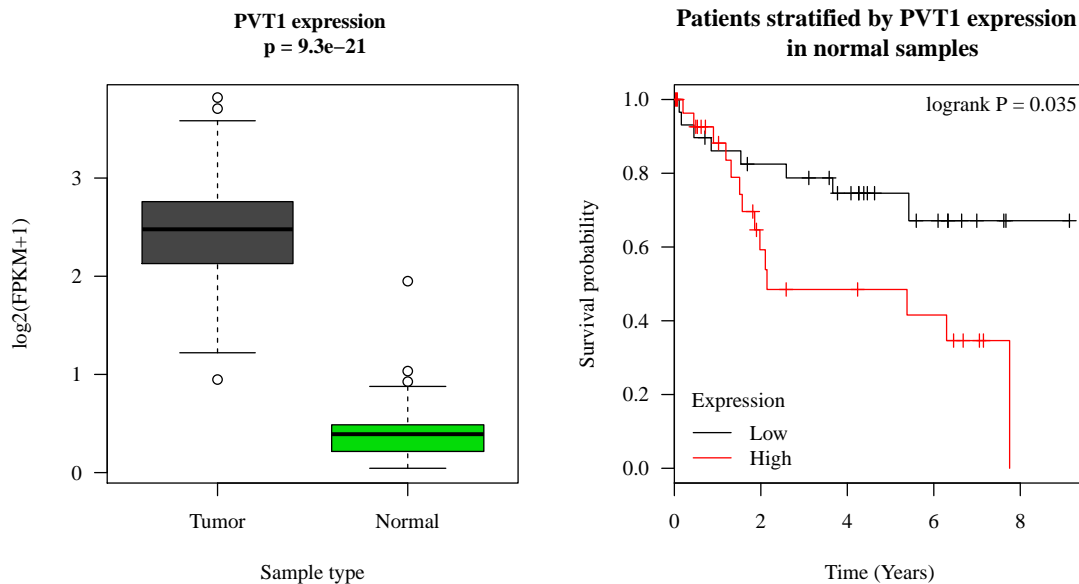 PVT1 expression
p = 9.3e−21
log2(FPKM+1)
3
2
1
0
Tumor
Normal
Sample type
Patients stratified by PVT1 expression
in normal samples
logrank P = 0.035
Survival probability
1.0
0.8
0.6
0.4
0.2
0.0
Expression
Low
High
0
2
4
6
8
Time (Years)